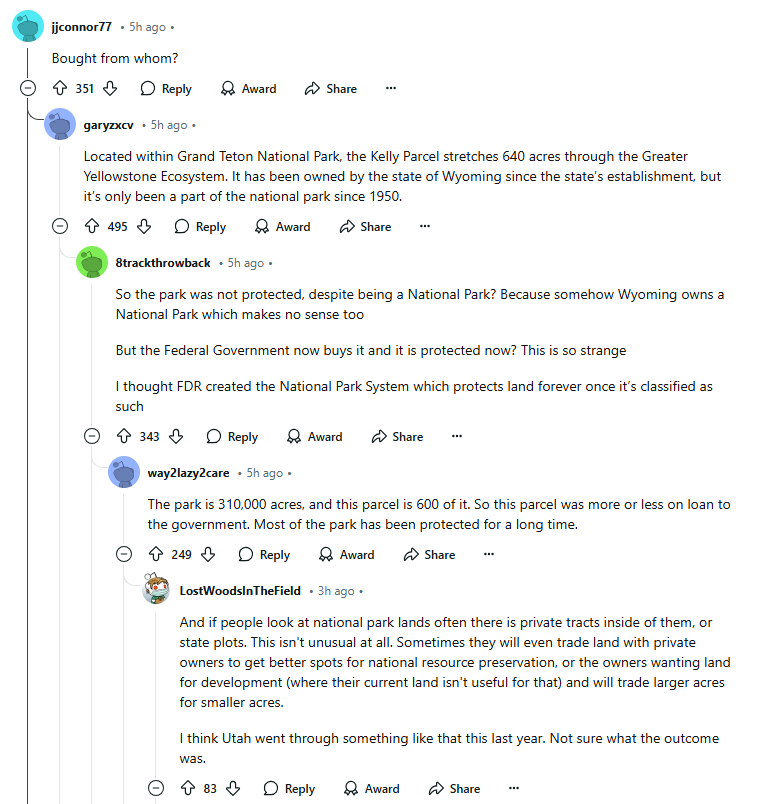 jjconnor77 • 5h ago •
Bought from whom?
351 Reply Award Share ...
garyzxcv • 5h ago •
Located within Grand Teton National Park, the Kelly Parcel stretches 640 acres through the Greater
Yellowstone Ecosystem. It has been owned by the state of Wyoming since the state's establishment, but
it's only been a part of the national park since 1950.
495 Reply Award Share ...
8trackthrowback • 5h ago •
So the park was not protected, despite being a National Park? Because somehow Wyoming owns a
National Park which makes no sense too
But the Federal Government now buys it and it is protected now? This is so strange
I thought FDR created the National Park System which protects land forever once it's classified as
such
343 Reply Award Share ...
way2lazy2care • 5h ago •
The park is 310,000 acres, and this parcel is 600 of it. So this parcel was more or less on loan to
the government. Most of the park has been protected for a long time.
249 Reply Award Share ...
LostWoodsInTheField • 3h ago •
And if people look at national park lands often there is private tracts inside of them, or
state plots. This isn't unusual at all. Sometimes they will even trade land with private
owners to get better spots for national resource preservation, or the owners wanting land
for development (where their current land isn't useful for that) and will trade larger acres
for smaller acres.
I think Utah went through something like that this last year. Not sure what the outcome
was.
83 Reply Award Share ...